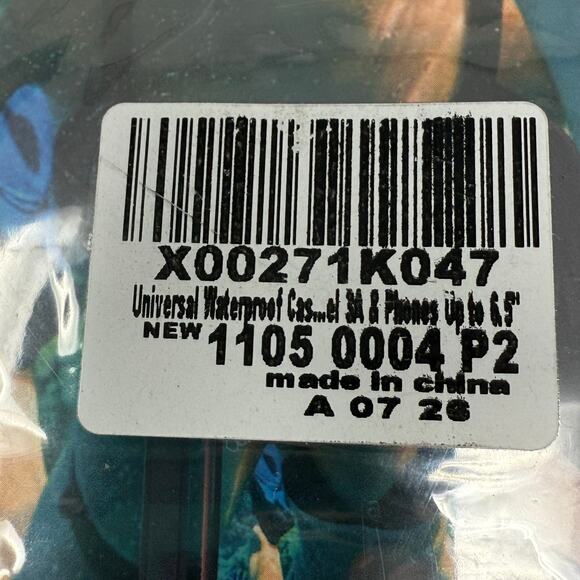 X00271K047
Universal Waterproof Cas...el 3A & Phones Up to 6.5"
NEW 1105 0004 P2
made in china
A 07 26